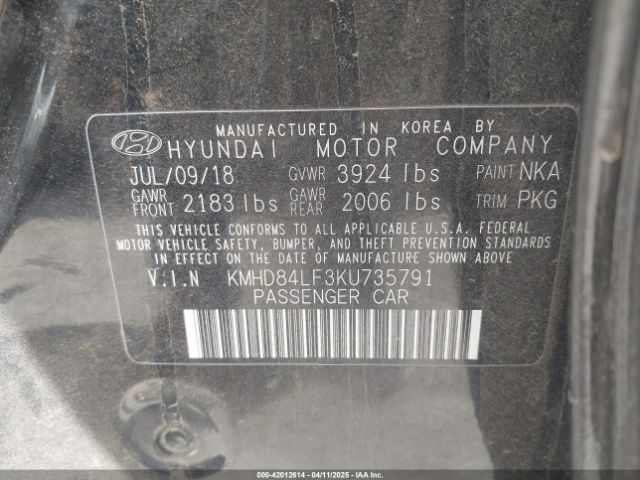 MANUFACTURED IN KOREA BY
HYUNDAI MOTOR COMPANY
JUL/09/18 GVWR 3924 lbs PAINT NKA
GAWR FRONT 2183 lbs GAWR REAR 2006 lbs TRIM PKG
THIS VEHICLE CONFORMS TO ALL APPLICABLE U.S.A. FEDERAL
MOTOR VEHICLE SAFETY, BUMPER, AND THEFT PREVENTION STANDARDS
IN EFFECT ON THE DATE OF MANUFACTURE SHOWN ABOVE
V.I.N KMHD84LF3KU735791
PASSENGER CAR
000-42012614 - 04/11/2025 - IAAI.COM